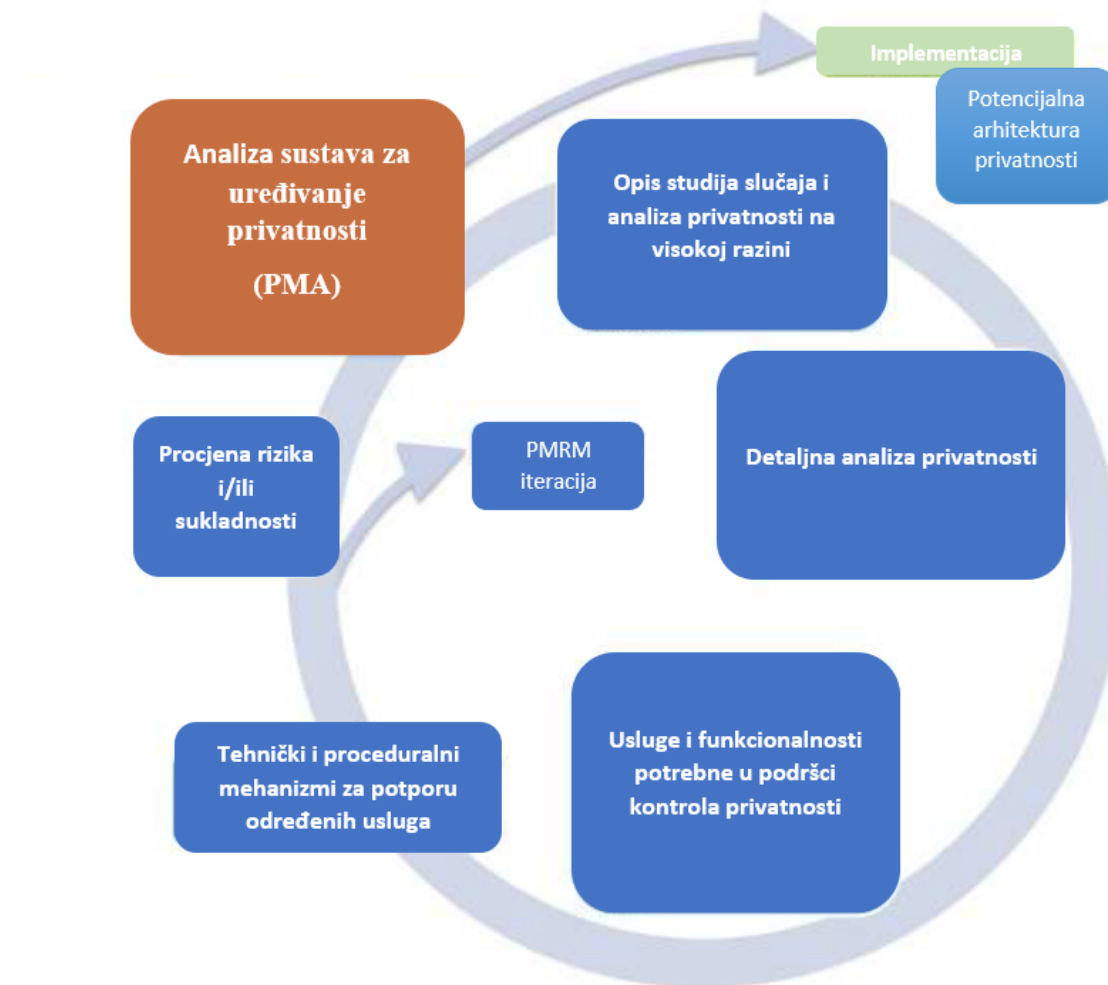 Implementacija
Potencijalna
arhitektura
privatnosti
Analiza sustava za
uređivanje
privatnosti
(PMA)
Opis studija slučaja i
analiza privatnosti na
visokoj razini
Detaljna analiza privatnosti
Procjena rizika
i/ili
sukladnosti
PMRM
iteracija
Usluge i funkcionalnosti
potrebne u podršci
kontrola privatnosti
Tehnički i proceduralni
mehanizmi za potporu
određenih usluga